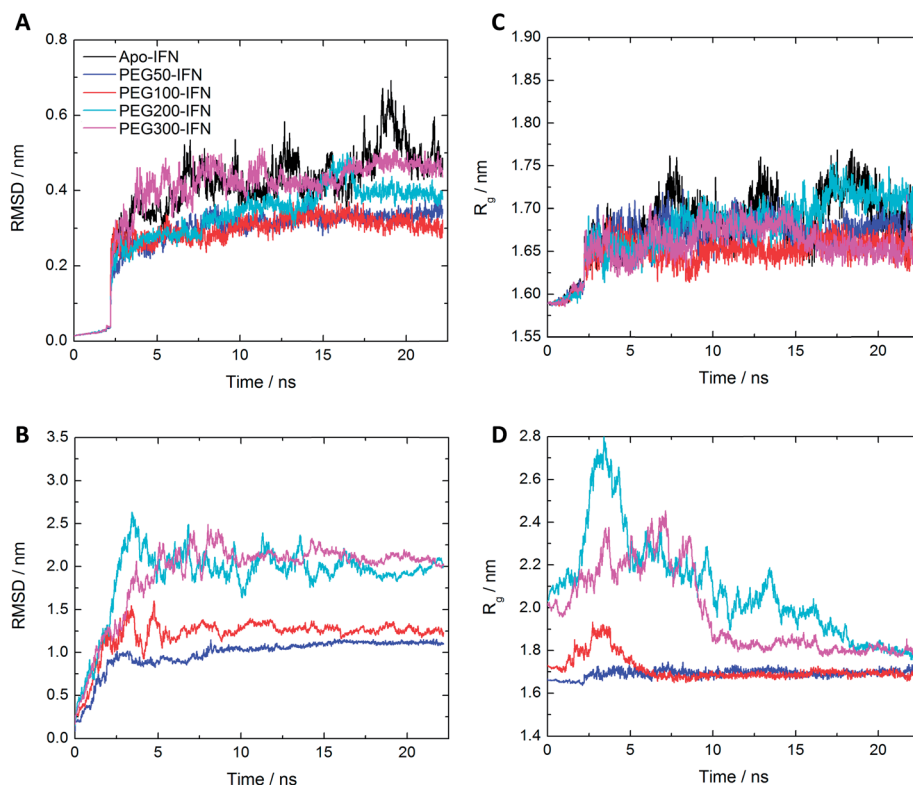 A
0.8
0.6
0.4
0.2
0.0
RMSD / nm
Apo-IFN
PEG50-IFN
PEG100-IFN
PEG200-IFN
PEG300-IFN
0 5 10 15 20
Time / ns
C
1.90
1.85
1.80
1.75
1.70
1.65
1.60
1.55
Rg / nm
0 5 10 15 20
Time / ns
B
3.5
3.0
2.5
2.0
1.5
1.0
0.5
0.0
RMSD / nm
0 5 10 15 20
Time / ns
D
2.8
2.6
2.4
2.2
2.0
1.8
1.6
1.4
Rg / nm
0 5 10 15 20
Time / ns